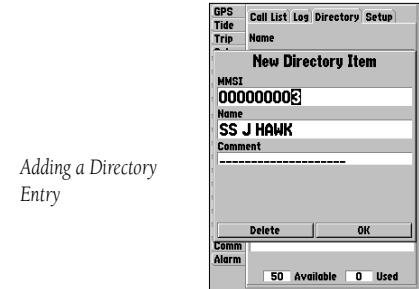 Adding a Directory
Entry
GPS
Tide
Trip
Call List Log Directory Setup
Name
New Directory Item
MMSI
000000003
Name
SS J HAWK
Comment
--------------------
Delete OK
Comm
Alarm
50 Available 0 Used